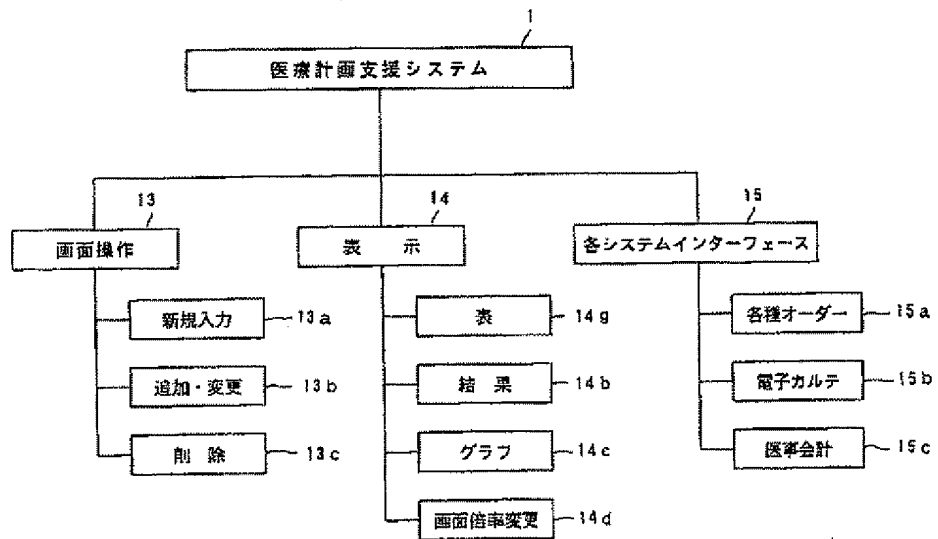 1
医療計画支援システム
13
画面操作
14
表 示
15
各システムインターフェース
新規入力 13a
追加・変更 13b
削 除 13c
表 14g
結 果 14b
グラフ 14c
画面倍率変更 14d
各種オーダー 15a
電子カルテ 15b
医事会計 15c